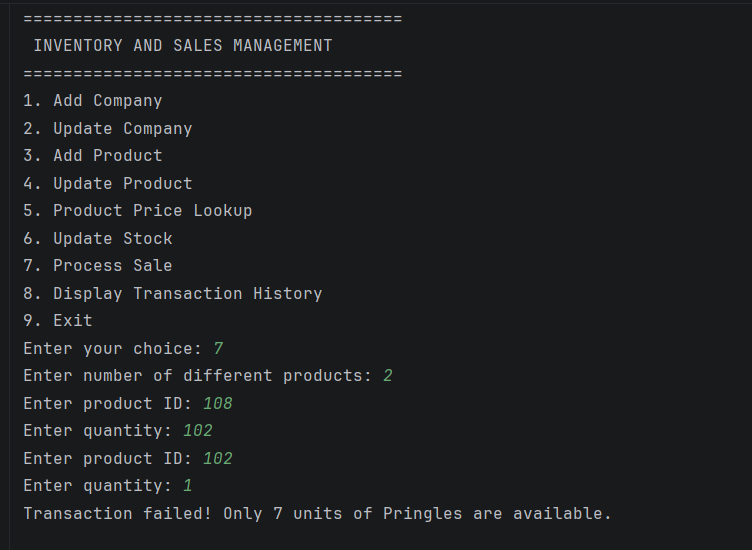 ======================================
INVENTORY AND SALES MANAGEMENT
======================================
1. Add Company
2. Update Company
3. Add Product
4. Update Product
5. Product Price Lookup
6. Update Stock
7. Process Sale
8. Display Transaction History
9. Exit
Enter your choice: 7
Enter number of different products: 2
Enter product ID: 108
Enter quantity: 102
Enter product ID: 102
Enter quantity: 1
Transaction failed! Only 7 units of Pringles are available.